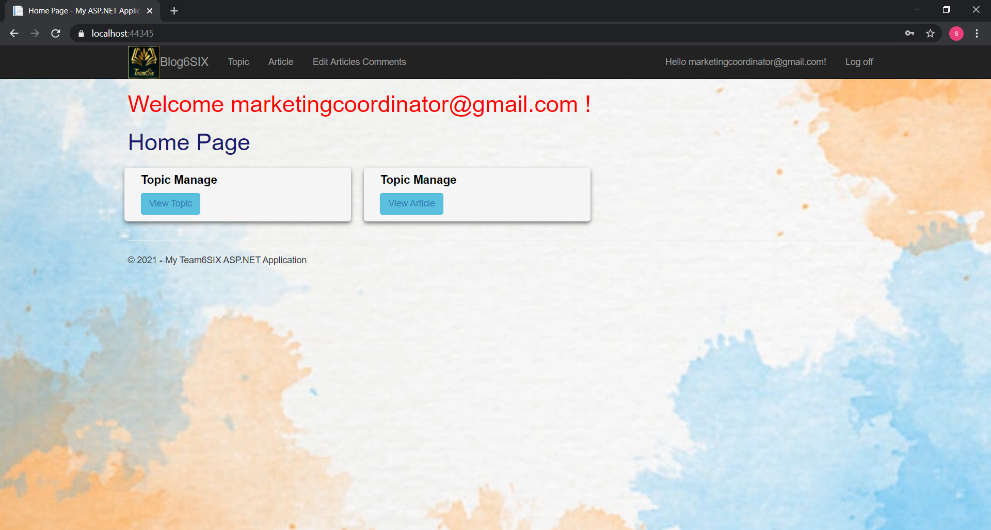 Home Page - My ASP.NET Applic
localhost:44345
8
TeamSix
Blog6SIX Topic Article Edit Articles Comments Hello marketingcoordinator@gmail.com! Log off
Welcome marketingcoordinator@gmail.com !
Home Page
Topic Manage
View Topic
Topic Manage
View Article
© 2021 - My Team6SIX ASP.NET Application